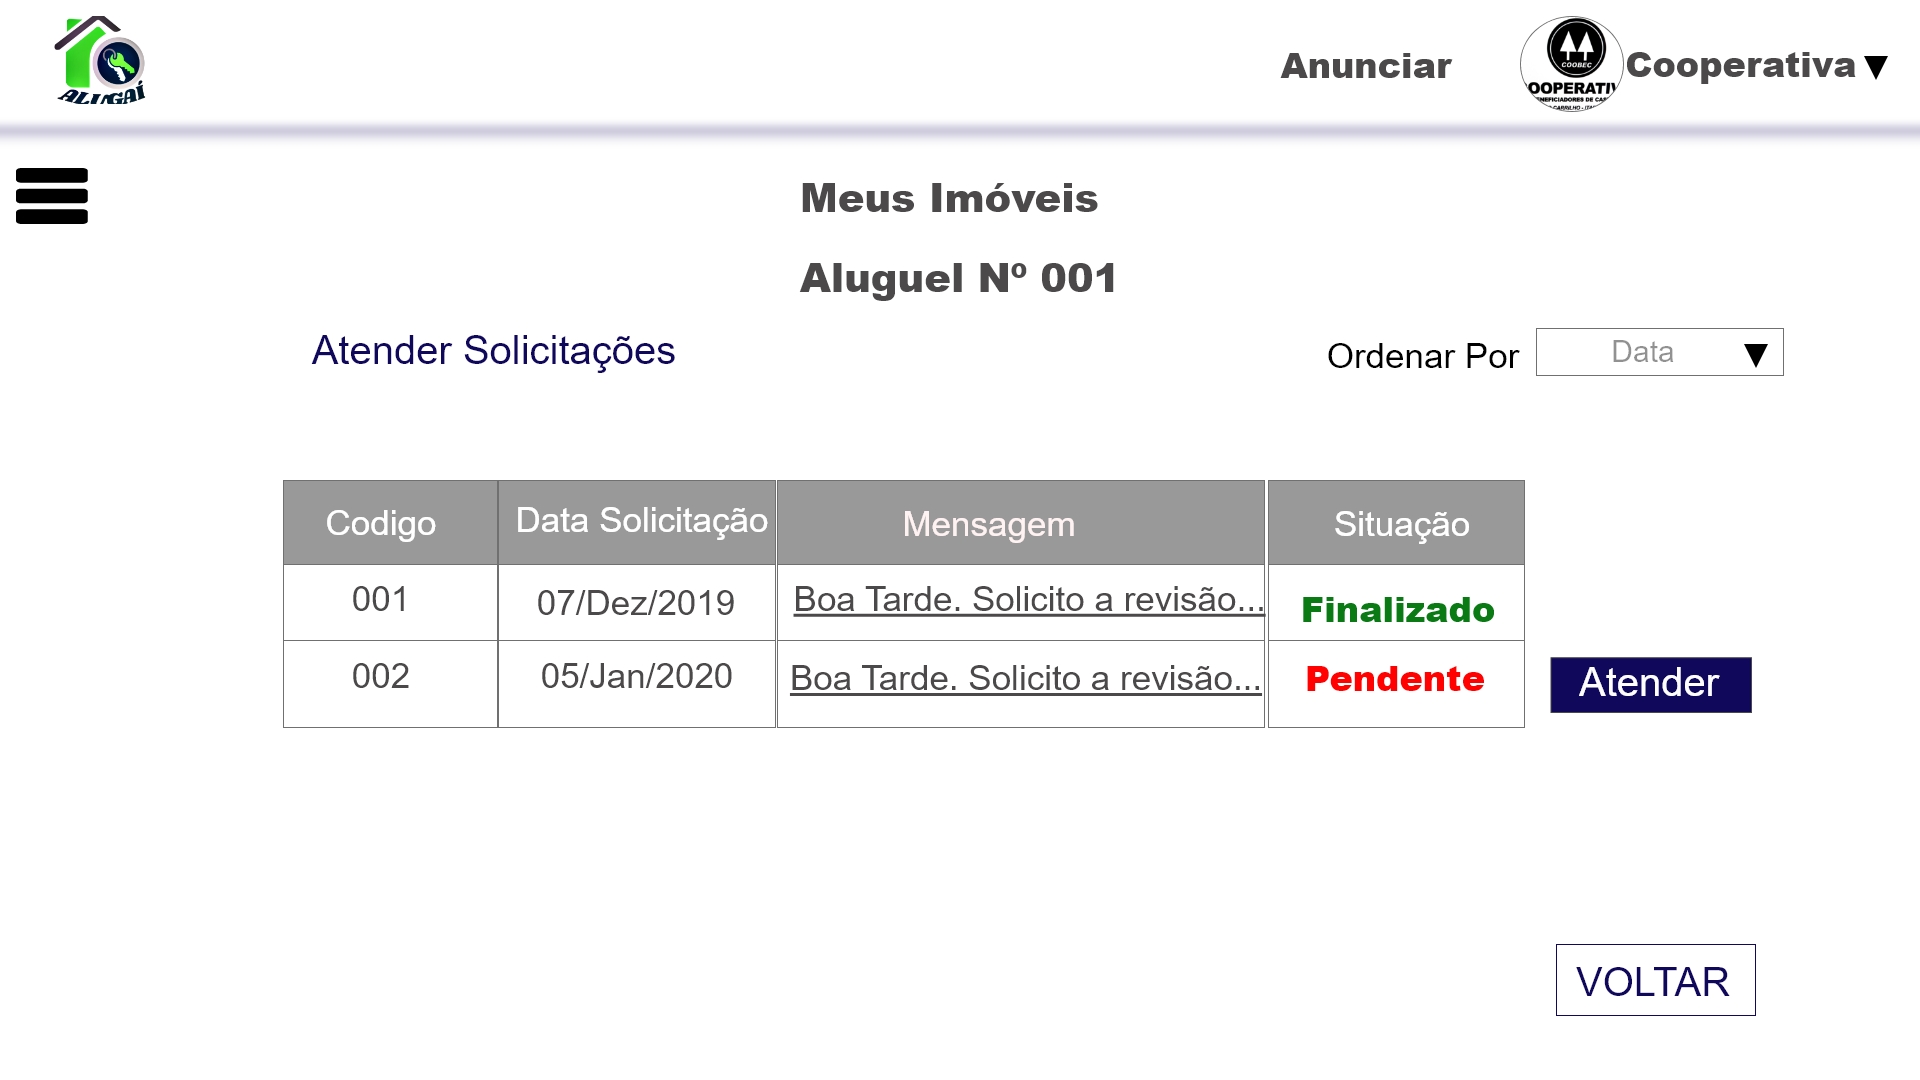 ALUGAÍ
Anunciar
COOBEC
OOPERATIV
Cooperativa ▼
Meus Imóveis
Aluguel Nº 001
Atender Solicitações
Ordenar Por
Data ▼
Codigo Data Solicitação Mensagem Situação
001 07/Dez/2019 Boa Tarde. Solicito a revisão... Finalizado
002 05/Jan/2020 Boa Tarde. Solicito a revisão... Pendente Atender
VOLTAR